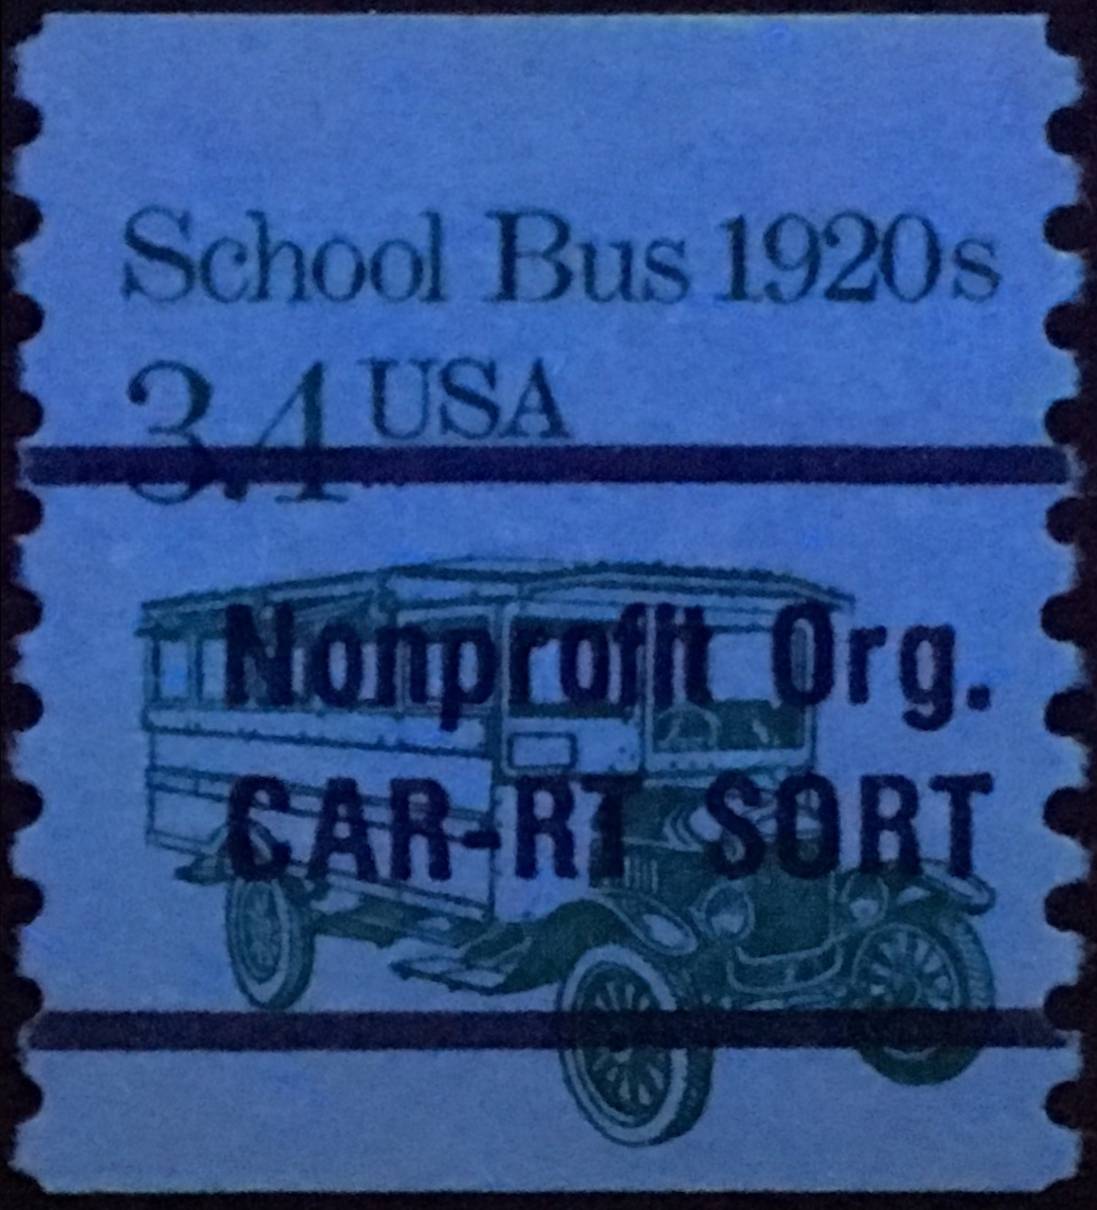 School Bus 1920s
3.4 USA
Nonprofit Org.
CAR-RT SORT